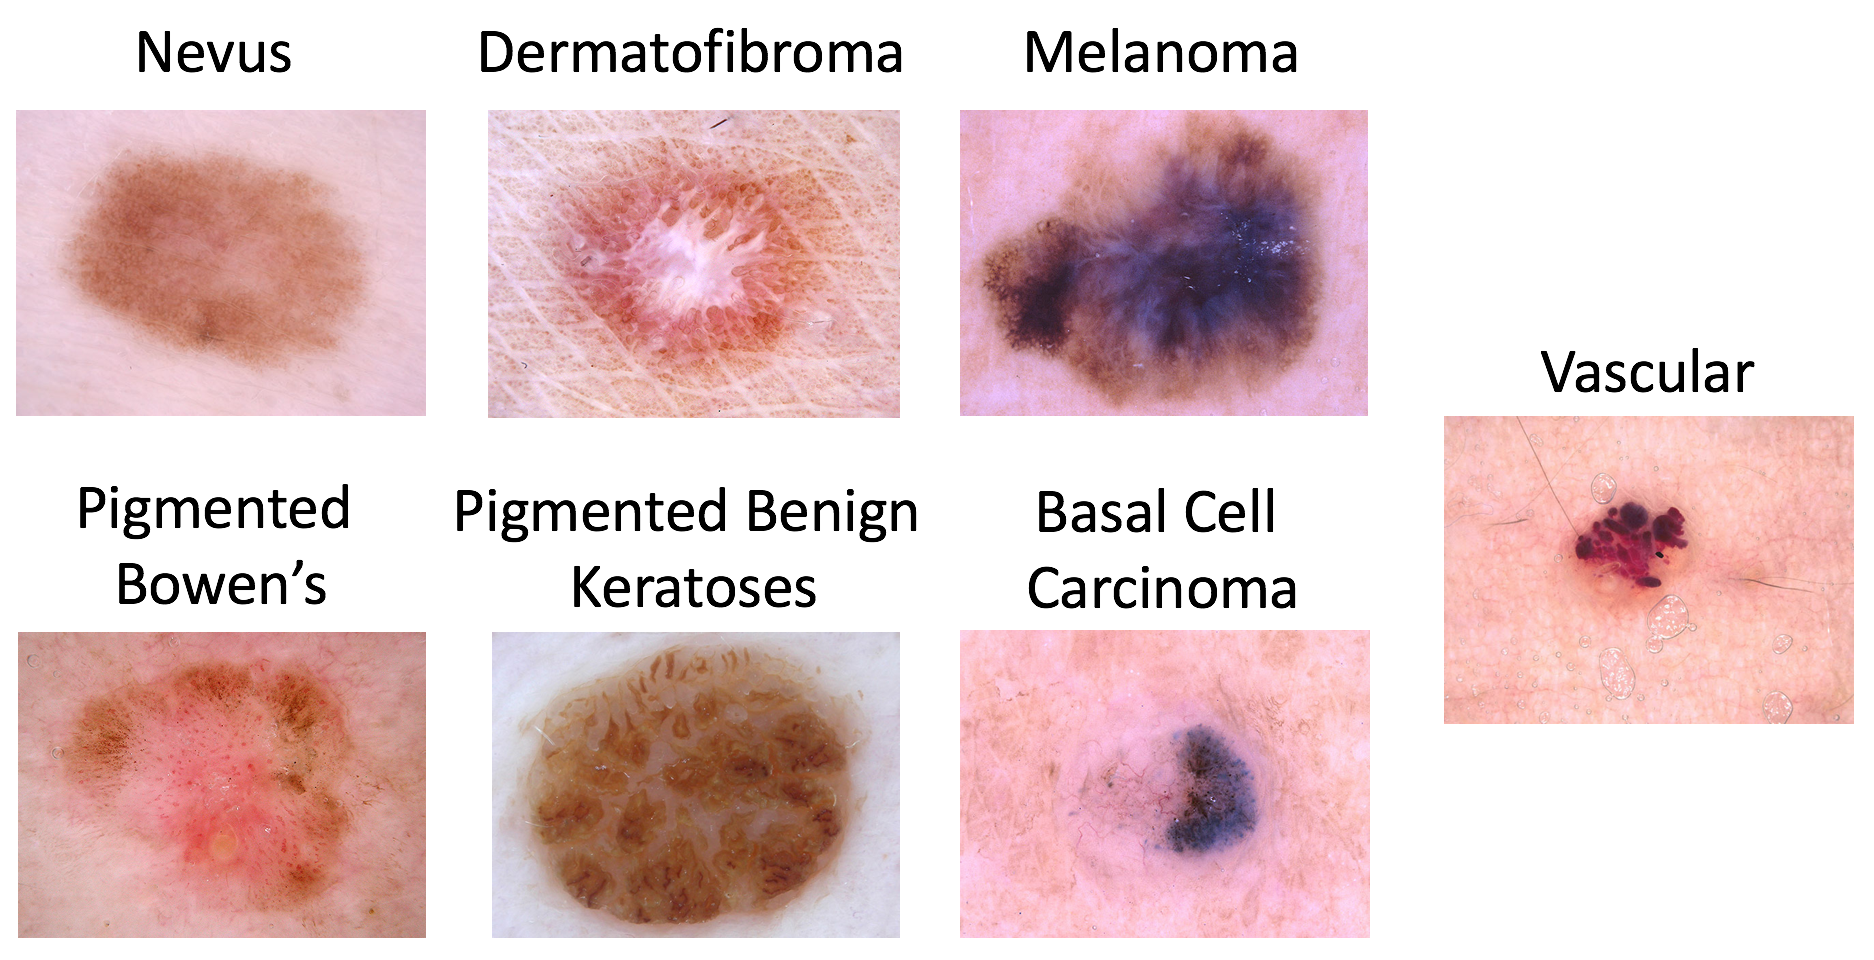 Nevus
Dermatofibroma
Melanoma
Vascular
Pigmented
Bowen’s
Pigmented Benign
Keratoses
Basal Cell
Carcinoma